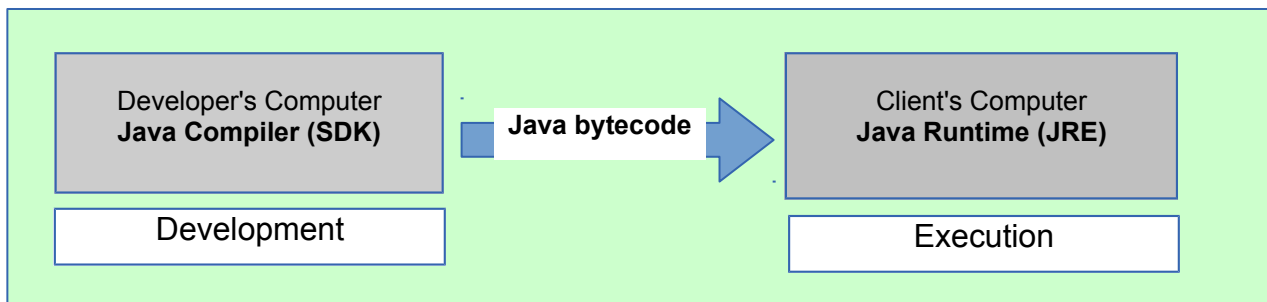 Developer's Computer
Java Compiler (SDK)
Development
Java bytecode
Client's Computer
Java Runtime (JRE)
Execution